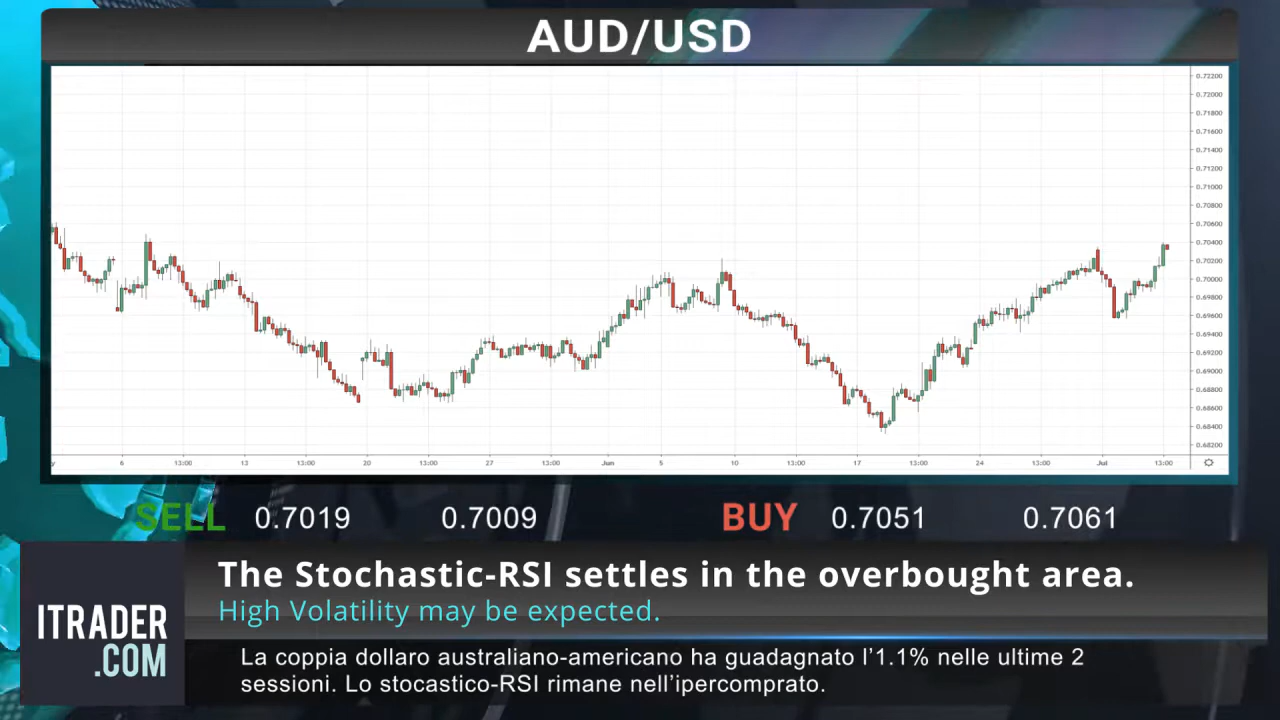 AUD/USD
0.72200
0.72000
0.71800
0.71600
0.71400
0.71200
0.71000
0.70800
0.70600
0.70400
0.70200
0.70000
0.69800
0.69600
0.69400
0.69200
0.69000
0.68800
0.68600
0.68400
0.68200
y 6 13:00 13 13:00 20 13:00 27 13:00 Jun 5 10 13:00 17 13:00 24 13:00 Jul 13:00
SELL 0.7019 0.7009 BUY 0.7051 0.7061
The Stochastic-RSI settles in the overbought area.
High Volatility may be expected.
ITRADER
.COM
La coppia dollaro australiano-americano ha guadagnato l'1.1% nelle ultime 2
sessioni. Lo stocastico-RSI rimane nell'ipercomprato.